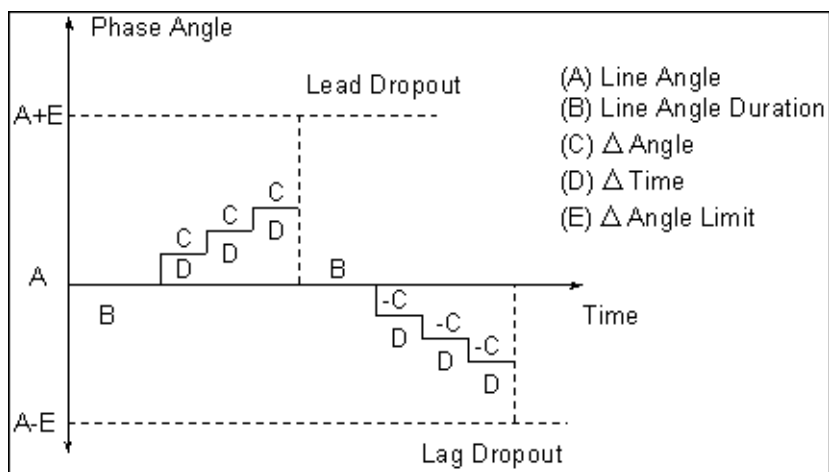 Phase Angle
Lead Dropout
(A) Line Angle
(B) Line Angle Duration
(C) △ Angle
(D) △ Time
(E) △ Angle Limit
A+E
C
C
C
D
D
D
A
B
B
Time
-C
-C
-C
D
D
D
A-E
Lag Dropout